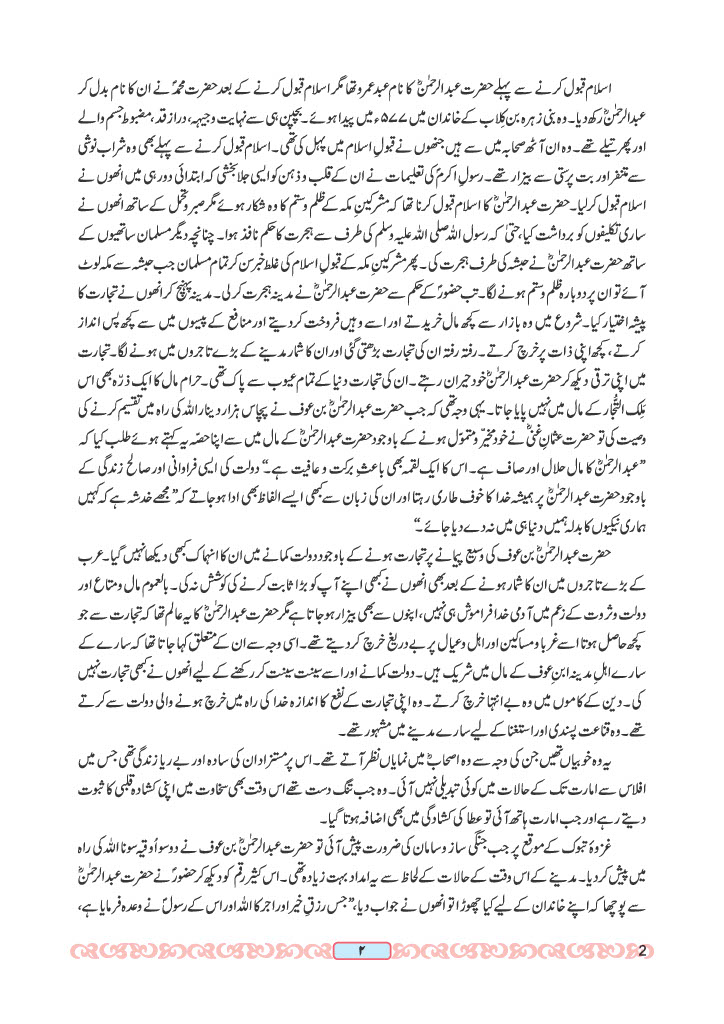 اسلام قبول کرنے سے پہلے حضرت عبدالرحمٰنؓ کا نام عبد عمرو تھا مگر اسلام قبول کرنے کے بعد حضرت محمدؐ نے ان کا نام بدل کر
عبدالرحمٰنؓ رکھ دیا۔ وہ بنی زہرہ بن کِلاب کے خاندان میں ۵۷۷ء میں پیدا ہوئے۔ بچپن ہی سے نہایت وجیہہ، دراز قد، مضبوط جسم والے
اور پھرتیلے تھے۔ وہ ان آٹھ صحابہ میں سے ہیں جنھوں نے قبولِ اسلام میں پہل کی تھی۔ اسلام قبول کرنے سے پہلے بھی وہ شراب نوشی
سے متنفر اور بت پرستی سے بیزار تھے۔ رسولِ اکرمؐ کی تعلیمات نے ان کے قلب و ذہن کو ایسی جلا بخشی کہ ابتدائی دور ہی میں انھوں نے
اسلام قبول کرلیا۔ حضرت عبدالرحمٰنؓ کا اسلام قبول کرنا تھا کہ مشرکینِ مکہ کے ظلم و ستم کا وہ شکار ہوئے مگر صبر و تحمل کے ساتھ انھوں نے
ساری تکلیفوں کو برداشت کیا، حتیٰ کہ رسول اللہ صلی اللہ علیہ وسلم کی طرف سے ہجرت کا حکم نافذ ہوا۔ چنانچہ دیگر مسلمان ساتھیوں کے
ساتھ حضرت عبدالرحمٰنؓ نے حبشہ کی طرف ہجرت کی۔ پھر مشرکینِ مکہ کے قبولِ اسلام کی غلط خبر سن کر تمام مسلمان جب حبشہ سے مکہ لوٹ
آئے تو ان پر دوبارہ ظلم و ستم ہونے لگا۔ تب حضورؐ کے حکم سے حضرت عبدالرحمٰنؓ نے مدینہ ہجرت کرلی۔ مدینہ پہنچ کر انھوں نے تجارت کا
پیشہ اختیار کیا۔ شروع میں وہ بازار سے کچھ مال خریدتے اور اسے وہیں فروخت کردیتے اور منافع کے پیسوں میں سے کچھ پس انداز
کرتے، کچھ اپنی ذات پر خرچ کرتے۔ رفتہ رفتہ ان کی تجارت بڑھتی گئی اور ان کا شمار مدینے کے بڑے تاجروں میں ہونے لگا۔ تجارت
میں اپنی ترقی دیکھ کر حضرت عبدالرحمٰنؓ خود حیران رہتے۔ ان کی تجارت دنیا کے تمام عیوب سے پاک تھی۔ حرام مال کا ایک ذرّہ بھی اس
مَلِک التُّجار کے مال میں نہیں پایا جاتا۔ یہی وجہ تھی کہ جب حضرت عبدالرحمٰنؓ بن عوف نے پچاس ہزار دینار اللہ کی راہ میں تقسیم کرنے کی
وصیت کی تو حضرت عثمانِ غنیؓ نے خود مخیّر و متموّل ہونے کے باوجود حضرت عبدالرحمٰنؓ کے مال میں سے اپنا حصّہ یہ کہتے ہوئے طلب کیا کہ
”عبدالرحمٰنؓ کا مال حلال اور صاف ہے۔ اس کا ایک لقمہ بھی باعثِ برکت و عافیت ہے۔“ دولت کی ایسی فراوانی اور صالح زندگی کے
باوجود حضرت عبدالرحمٰنؓ پر ہمیشہ خدا کا خوف طاری رہتا اور ان کی زبان سے کبھی ایسے الفاظ بھی ادا ہوجاتے کہ ”مجھے خدشہ ہے کہ کہیں
ہماری نیکیوں کا بدلہ ہمیں دنیا ہی میں نہ دے دیا جائے۔“
حضرت عبدالرحمٰنؓ بن عوف کی وسیع پیمانے پر تجارت ہونے کے باوجود دولت کمانے میں ان کا انہماک کبھی دیکھا نہیں گیا۔ عرب
کے بڑے تاجروں میں ان کا شمار ہونے کے بعد بھی انھوں نے کبھی اپنے آپ کو بڑا ثابت کرنے کی کوشش نہ کی۔ بالعموم مال و متاع اور
دولت و ثروت کے زعم میں آدمی خدا فراموش ہی نہیں، اپنوں سے بھی بیزار ہوجاتا ہے مگر حضرت عبدالرحمٰنؓ کا یہ عالم تھا کہ تجارت سے جو
کچھ حاصل ہوتا اسے غربا و مساکین اور اہل و عیال پر بے دریغ خرچ کردیتے تھے۔ اسی وجہ سے ان کے متعلق کہا جاتا تھا کہ سارے کے
سارے اہلِ مدینہ ابنِ عوف کے مال میں شریک ہیں۔ دولت کمانے اور اسے سینت سینت کر رکھنے کے لیے انھوں نے کبھی تجارت نہیں
کی۔ دین کے کاموں میں وہ بے انتہا خرچ کرتے۔ وہ اپنی تجارت کے نفع کا اندازہ خدا کی راہ میں خرچ ہونے والی دولت سے کرتے
تھے۔ وہ قناعت پسندی اور استغنا کے لیے سارے مدینے میں مشہور تھے۔
یہ وہ خوبیاں تھیں جن کی وجہ سے وہ اصحابؓ میں نمایاں نظر آتے تھے۔ اس پر مستزاد ان کی سادہ اور بے ریا زندگی تھی جس میں
افلاس سے امارت تک کے حالات میں کوئی تبدیلی نہیں آئی۔ وہ جب تنگ دست تھے اس وقت بھی سخاوت میں اپنی کشادہ قلبی کا ثبوت
دیتے رہے اور جب امارت ہاتھ آئی تو عطا کی کشادگی میں بھی اضافہ ہوتا گیا۔
غزوۂ تبوک کے موقع پر جب جنگی ساز و سامان کی ضرورت پیش آئی تو حضرت عبدالرحمٰنؓ بن عوف نے دو سو اُوقیہ سونا اللہ کی راہ
میں پیش کردیا۔ مدینے کے اس وقت کے حالات کے لحاظ سے یہ امداد بہت زیادہ تھی۔ اس کثیر رقم کو دیکھ کر حضورؐ نے حضرت عبدالرحمٰنؓ
سے پوچھا کہ اپنے خاندان کے لیے کیا چھوڑا تو انھوں نے جواب دیا، ”جس رزقِ خیر اور اجر کا اللہ اور اس کے رسولؐ نے وعدہ فرمایا ہے،
۲
2